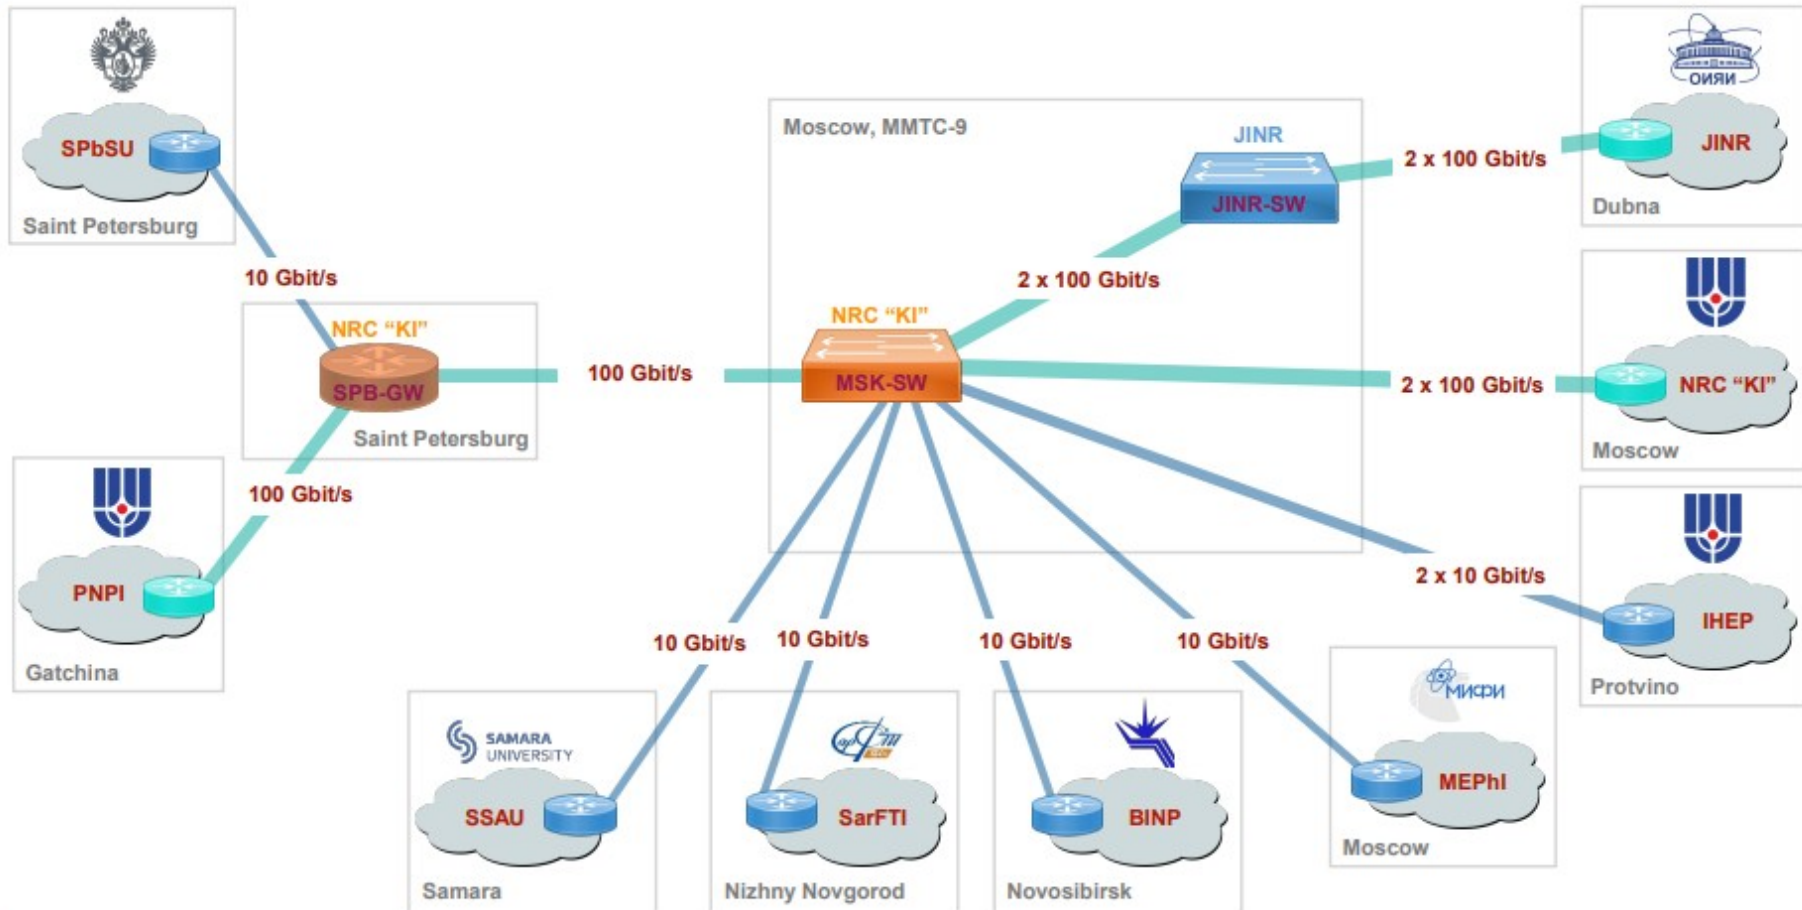 SPbSU
Saint Petersburg
10 Gbit/s
NRC “KI”
SPB-GW
Saint Petersburg
100 Gbit/s
PNPI
Gatchina
100 Gbit/s
Moscow, MMTC-9
JINR
JINR-SW
2 x 100 Gbit/s
NRC “KI”
MSK-SW
2 x 100 Gbit/s
ОИЯИ
JINR
Dubna
2 x 100 Gbit/s
NRC “KI”
Moscow
2 x 10 Gbit/s
IHEP
Protvino
10 Gbit/s
10 Gbit/s
10 Gbit/s
10 Gbit/s
SAMARA
UNIVERSITY
SSAU
Samara
SarFTI
Nizhny Novgorod
BINP
Novosibirsk
МИФИ
MEPhI
Moscow